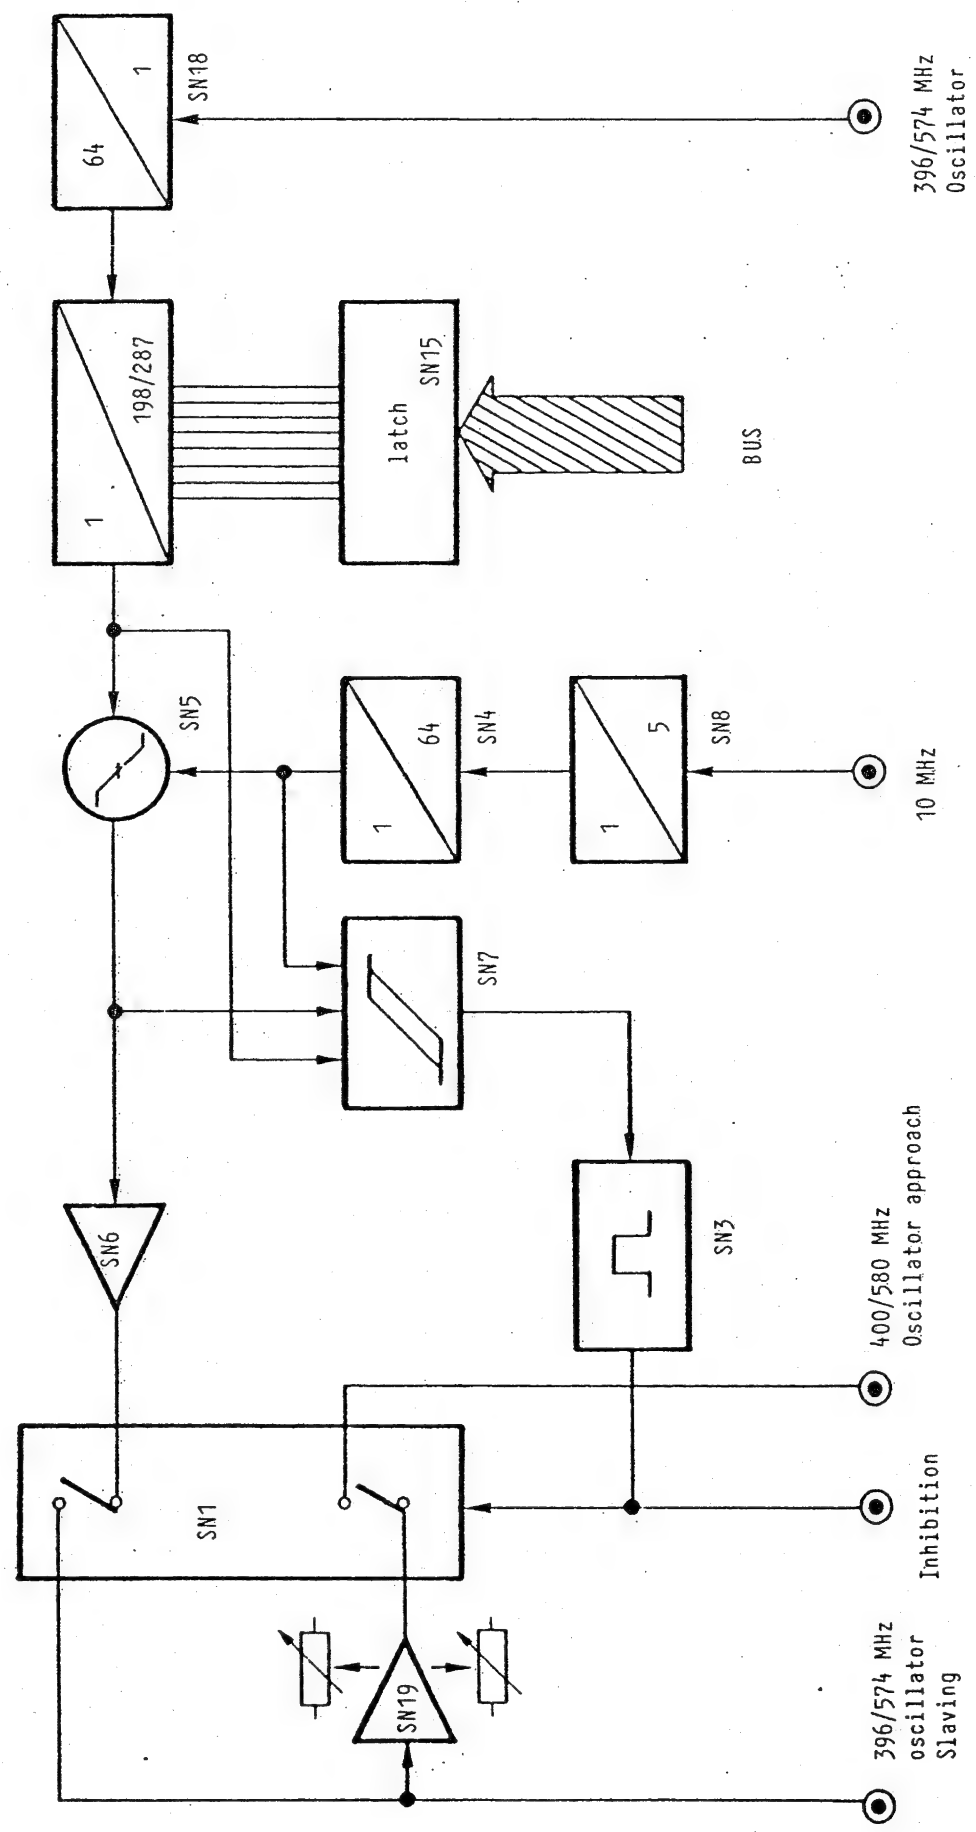 64
1
SN18
396/574 MHz
Oscillator
1
198/287
latch
SN15
BUS
SN5
1
64
SN4
1
5
SN8
10 MHz
SN7
SN6
SN3
400/580 MHz
Oscillator approach
SN1
Inhibition
SN19
396/574 MHz
oscillator
Slaving